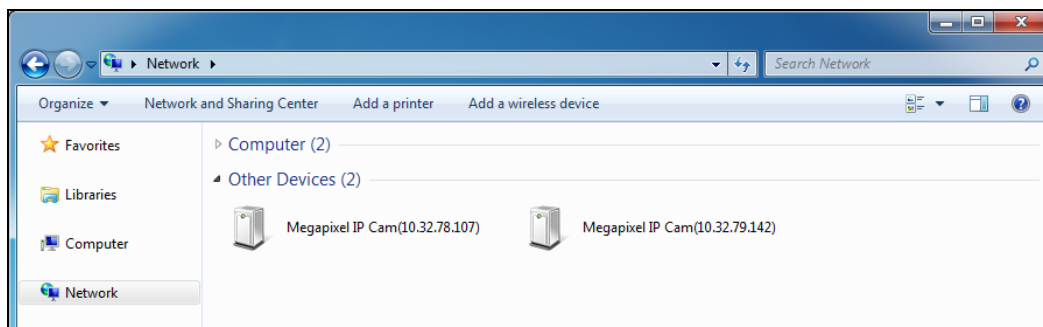 Network
Search Network
Organize Network and Sharing Center Add a printer Add a wireless device
Favorites
Libraries
Computer
Network
Computer (2)
Other Devices (2)
Megapixel IP Cam(10.32.78.107) Megapixel IP Cam(10.32.79.142)